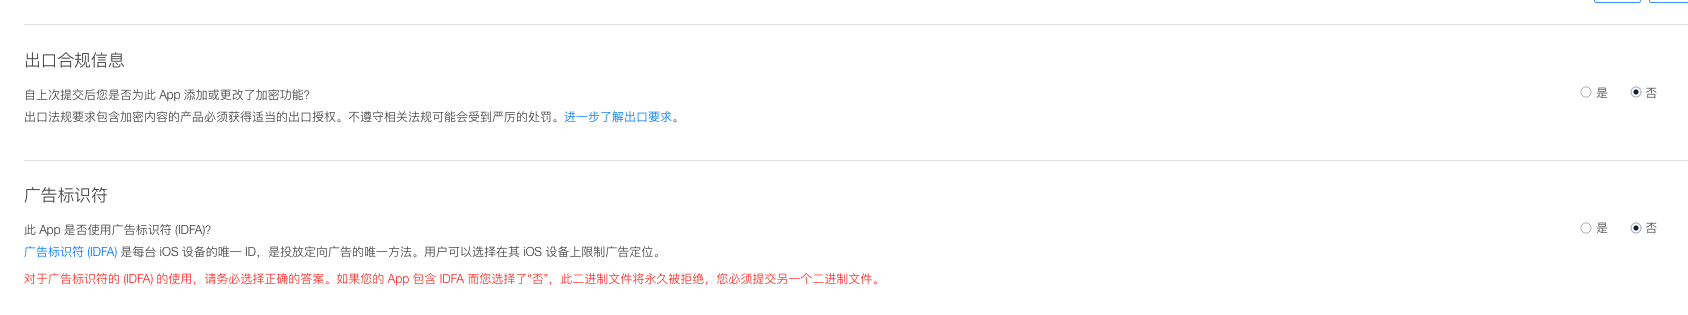 出口合规信息
自上次提交后您是否为此 App 添加或更改了加密功能?
是 否
出口法规要求包含加密内容的产品必须获得适当的出口授权。不遵守相关法规可能会受到严厉的处罚。进一步了解出口要求。
广告标识符
此 App 是否使用广告标识符 (IDFA)?
是 否
广告标识符 (IDFA) 是每台 iOS 设备的唯一 ID，是投放定向广告的唯一方法。用户可以选择在其 iOS 设备上限制广告定位。
对于广告标识符的 (IDFA) 的使用，请务必选择正确的答案。如果您的 App 包含 IDFA 而您选择了“否”，此二进制文件将永久被拒绝，您必须提交另一个二进制文件。